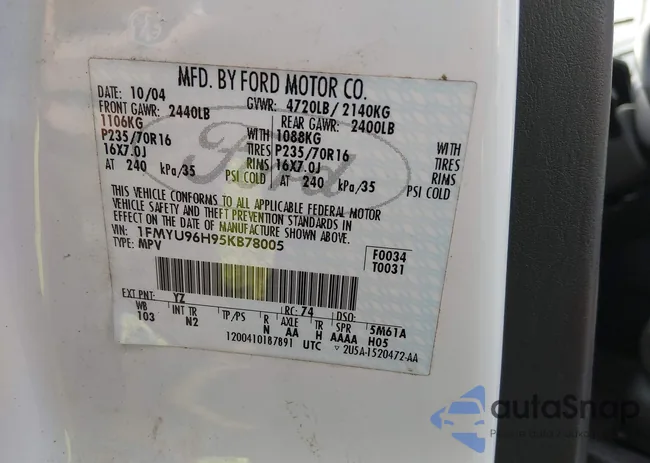 MFD. BY FORD MOTOR CO.
DATE: 10/04 GVWR: 4720LB/ 2140KG
FRONT GAWR: 2440LB REAR GAWR: 2400LB
1106KG 1088KG WITH
P235/70R16 TIRES P235/70R16 TIRES
16X7.0J RIMS 16X7.0J RIMS
AT 240 kPa/35 PSI COLD AT 240 kPa/35 PSI COLD
THIS VEHICLE CONFORMS TO ALL APPLICABLE FEDERAL MOTOR
VEHICLE SAFETY AND THEFT PREVENTION STANDARDS IN
EFFECT ON THE DATE OF MANUFACTURE SHOWN ABOVE.
VIN: 1FMYU96H95KB78005 F0034
TYPE: MPV T0031
EXT PNT: YZ RC: 74 DSO:
WB INT TR TP/PS R AXLE TR SPR 5M61A
103 N2 N AA H AAAA H05
1200410187891 UTC 2U5A-1520472-AA
Ford
autoSnap